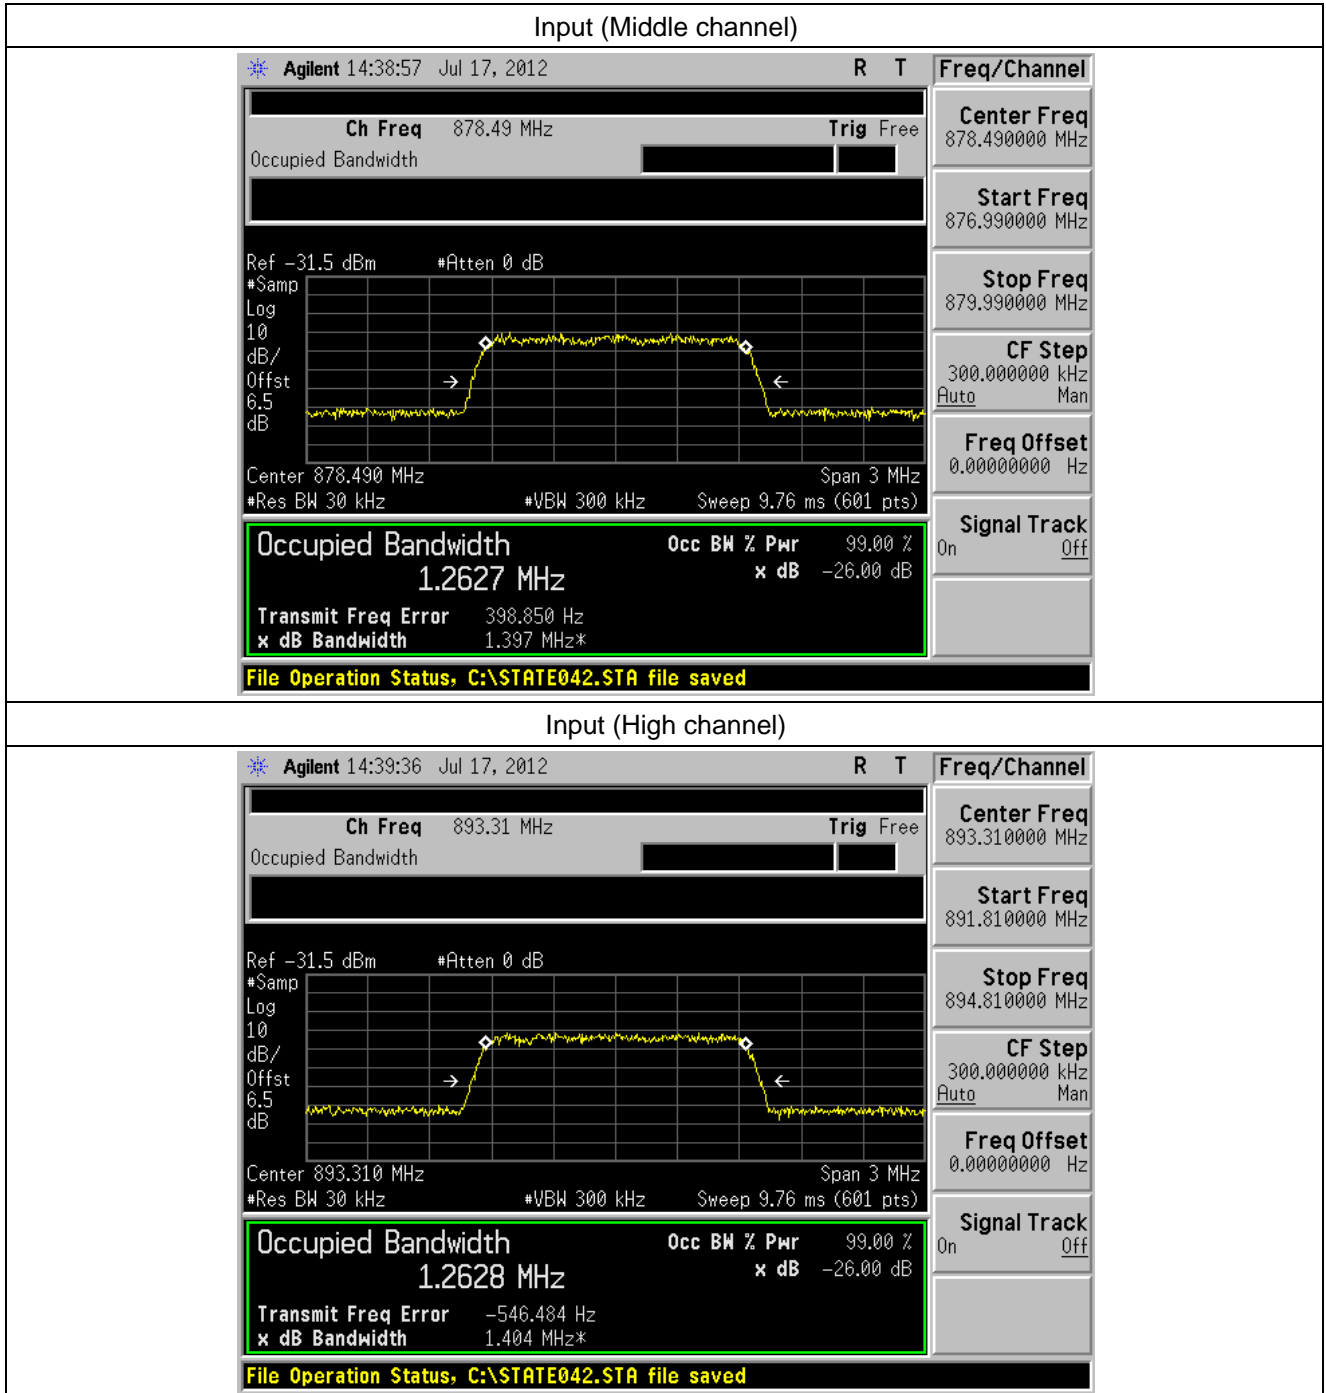 Input (Middle channel)
Agilent 14:38:57 Jul 17, 2012 R T
Freq/Channel
Ch Freq 878.49 MHz Trig Free
Occupied Bandwidth
Center Freq
878.490000 MHz
Start Freq
876.990000 MHz
Stop Freq
879.990000 MHz
CF Step
300.000000 kHz
Auto Man
Freq Offset
0.00000000 Hz
Signal Track
On Off
Ref -31.5 dBm #Atten 0 dB
#Samp
Log
10
dB/
Offst
6.5
dB
Center 878.490 MHz Span 3 MHz
#Res BW 30 kHz #VBW 300 kHz Sweep 9.76 ms (601 pts)
Occupied Bandwidth Occ BW % Pwr 99.00 %
1.2627 MHz x dB -26.00 dB
Transmit Freq Error 398.850 Hz
x dB Bandwidth 1.397 MHz*
File Operation Status, C:\STATE042.STA file saved
Input (High channel)
Agilent 14:39:36 Jul 17, 2012 R T
Freq/Channel
Ch Freq 893.31 MHz Trig Free
Occupied Bandwidth
Center Freq
893.310000 MHz
Start Freq
891.810000 MHz
Stop Freq
894.810000 MHz
CF Step
300.000000 kHz
Auto Man
Freq Offset
0.00000000 Hz
Signal Track
On Off
Ref -31.5 dBm #Atten 0 dB
#Samp
Log
10
dB/
Offst
6.5
dB
Center 893.310 MHz Span 3 MHz
#Res BW 30 kHz #VBW 300 kHz Sweep 9.76 ms (601 pts)
Occupied Bandwidth Occ BW % Pwr 99.00 %
1.2628 MHz x dB -26.00 dB
Transmit Freq Error -546.484 Hz
x dB Bandwidth 1.404 MHz*
File Operation Status, C:\STATE042.STA file saved